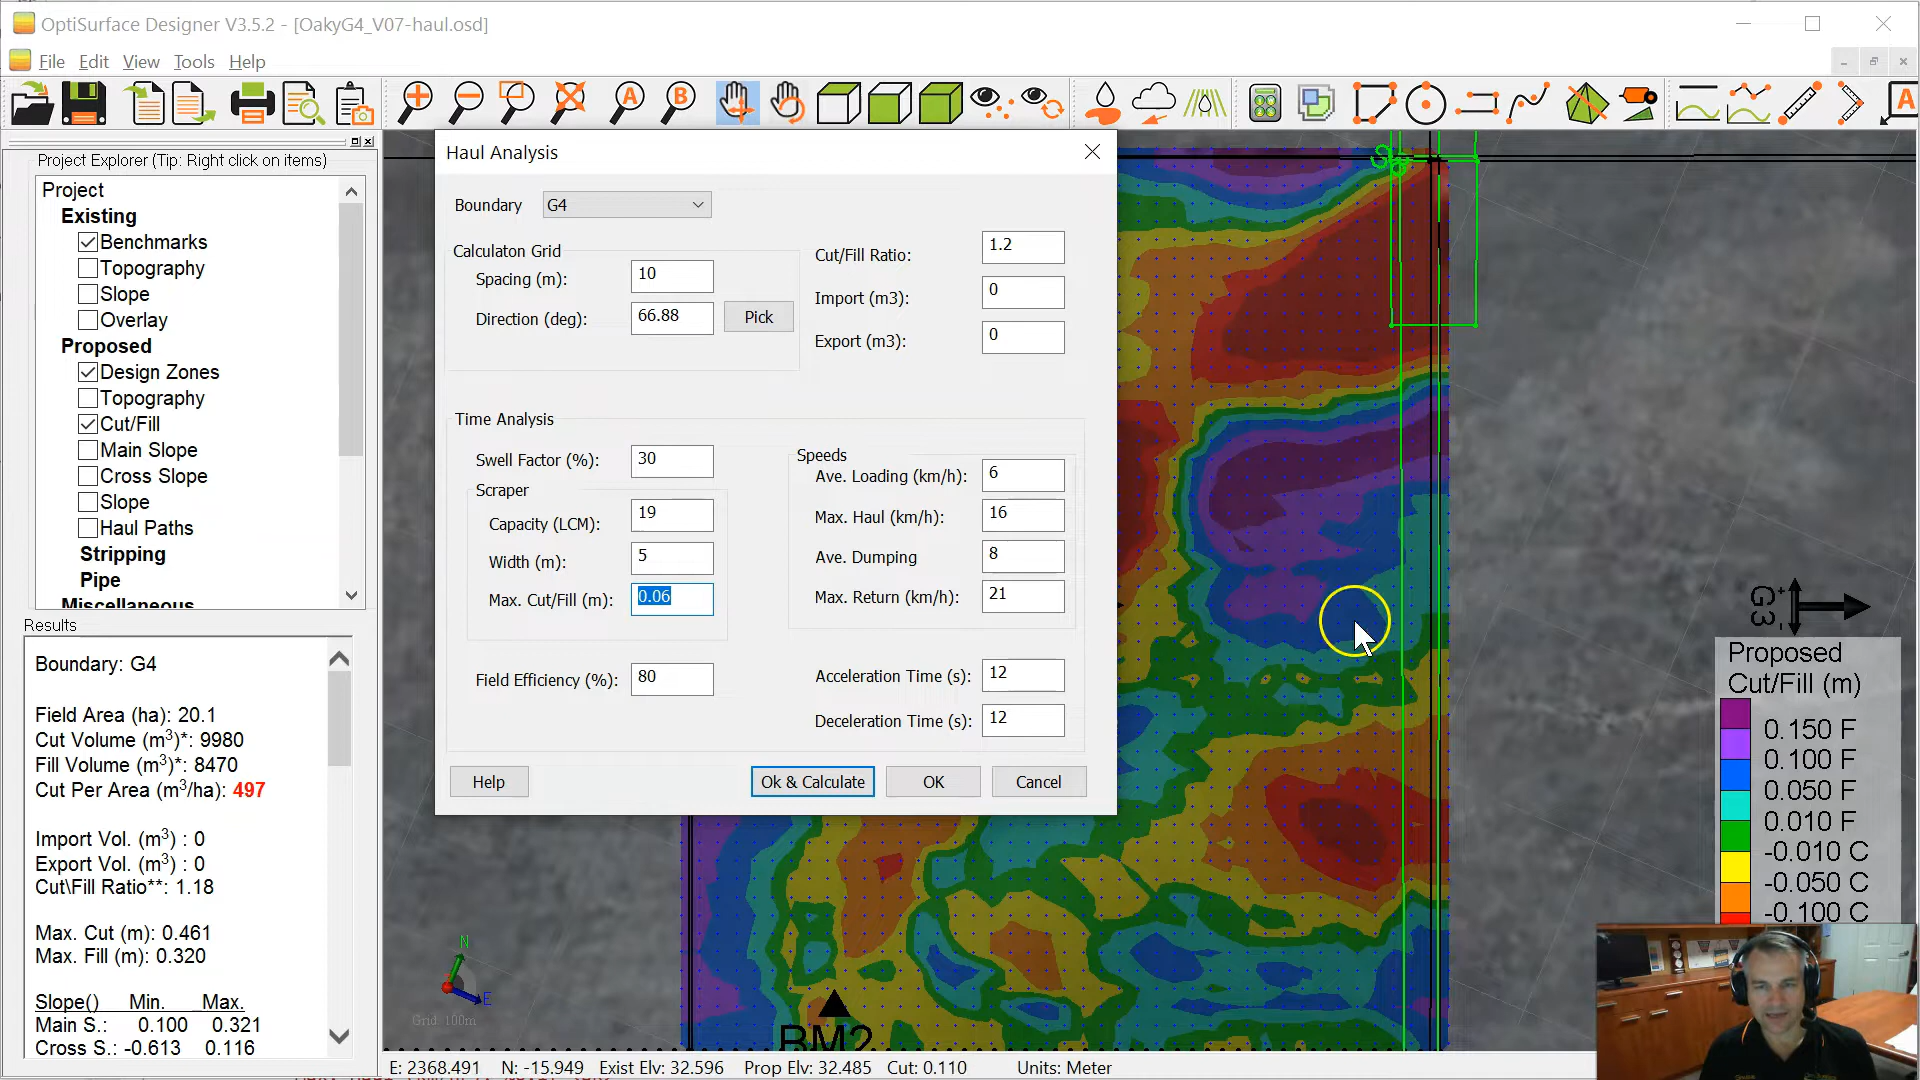 OptiSurface Designer V3.5.2 - [OakyG4_V07-haul.osd]
File Edit View Tools Help
A B A
Project Explorer (Tip: Right click on items)
Project
Existing
Benchmarks
Topography
Slope
Overlay
Proposed
Design Zones
Topography
Cut/Fill
Main Slope
Cross Slope
Slope
Haul Paths
Stripping
Pipe
Miscellaneous
Results
Boundary: G4
Field Area (ha): 20.1
Cut Volume (m3)*: 9980
Fill Volume (m3)*: 8470
Cut Per Area (m3/ha): 497
Import Vol. (m3) : 0
Export Vol. (m3) : 0
Cut\Fill Ratio**: 1.18
Max. Cut (m): 0.461
Max. Fill (m): 0.320
Slope() Min. Max.
Main S.: 0.100 0.321
Cross S.: -0.613 0.116
Haul Analysis
Boundary G4
Calculaton Grid
Spacing (m): 10
Direction (deg): 66.88 Pick
Cut/Fill Ratio: 1.2
Import (m3): 0
Export (m3): 0
Time Analysis
Swell Factor (%): 30
Scraper
Capacity (LCM): 19
Width (m): 5
Max. Cut/Fill (m): 0.06
Field Efficiency (%): 80
Speeds
Ave. Loading (km/h): 6
Max. Haul (km/h): 16
Ave. Dumping 8
Max. Return (km/h): 21
Acceleration Time (s): 12
Deceleration Time (s): 12
Help Ok & Calculate OK Cancel
G3
Proposed
Cut/Fill (m)
0.150 F
0.100 F
0.050 F
0.010 F
-0.010 C
-0.050 C
-0.100 C
N
E
Grid 100m
BM2
E: 2368.491 N: -15.949 Exist Elv: 32.596 Prop Elv: 32.485 Cut: 0.110 Units: Meter